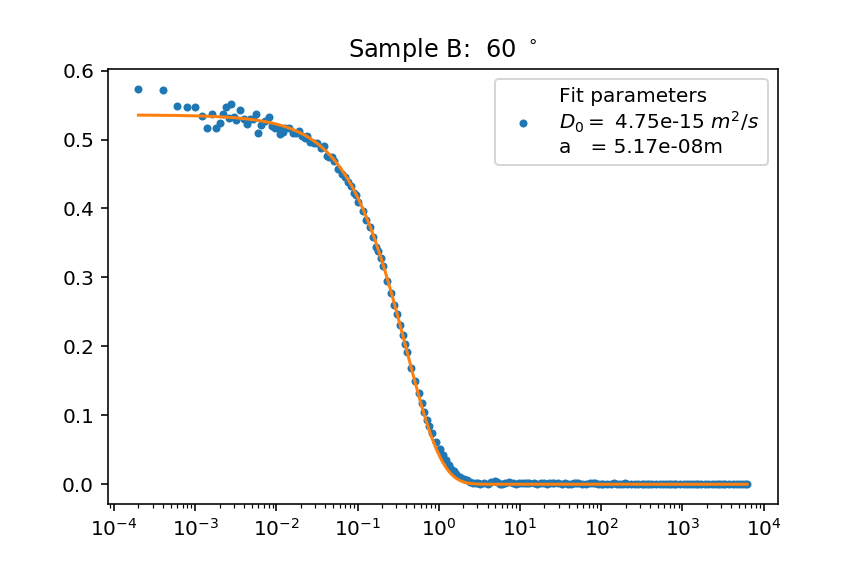 Sample B: 60 °
Fit parameters
D₀ = 4.75e-15 m²/s
a = 5.17e-08m
0.6
0.5
0.4
0.3
0.2
0.1
0.0
10⁻⁴ 10⁻³ 10⁻² 10⁻¹ 10⁰ 10¹ 10² 10³ 10⁴